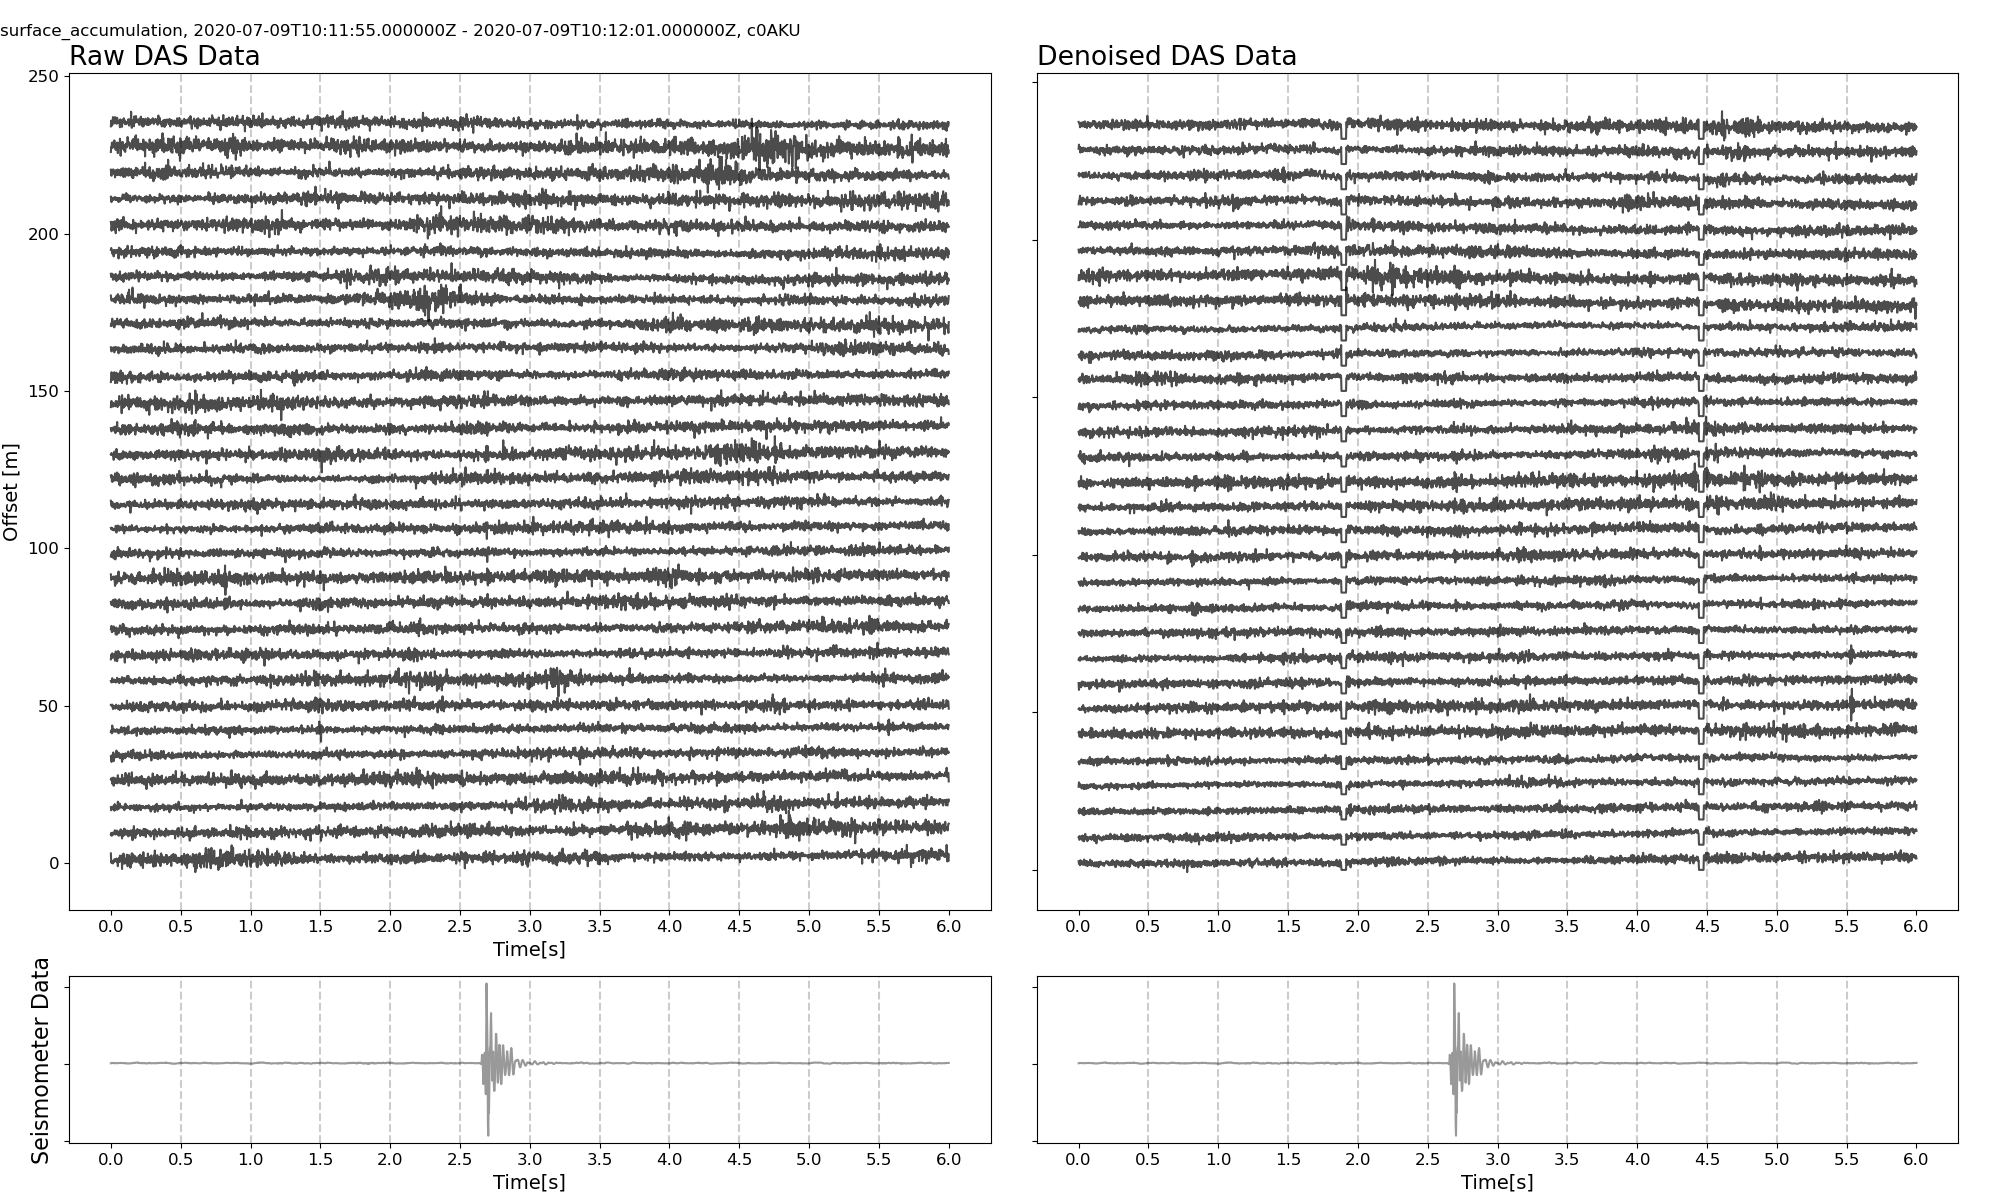 surface_accumulation, 2020-07-09T10:11:55.000000Z - 2020-07-09T10:12:01.000000Z, c0AKU
Raw DAS Data
Denoised DAS Data
250
200
150
100
50
0
Offset [m]
0.0 0.5 1.0 1.5 2.0 2.5 3.0 3.5 4.0 4.5 5.0 5.5 6.0
Time[s]
0.0 0.5 1.0 1.5 2.0 2.5 3.0 3.5 4.0 4.5 5.0 5.5 6.0
Seismometer Data
0.0 0.5 1.0 1.5 2.0 2.5 3.0 3.5 4.0 4.5 5.0 5.5 6.0
Time[s]
0.0 0.5 1.0 1.5 2.0 2.5 3.0 3.5 4.0 4.5 5.0 5.5 6.0
Time[s]